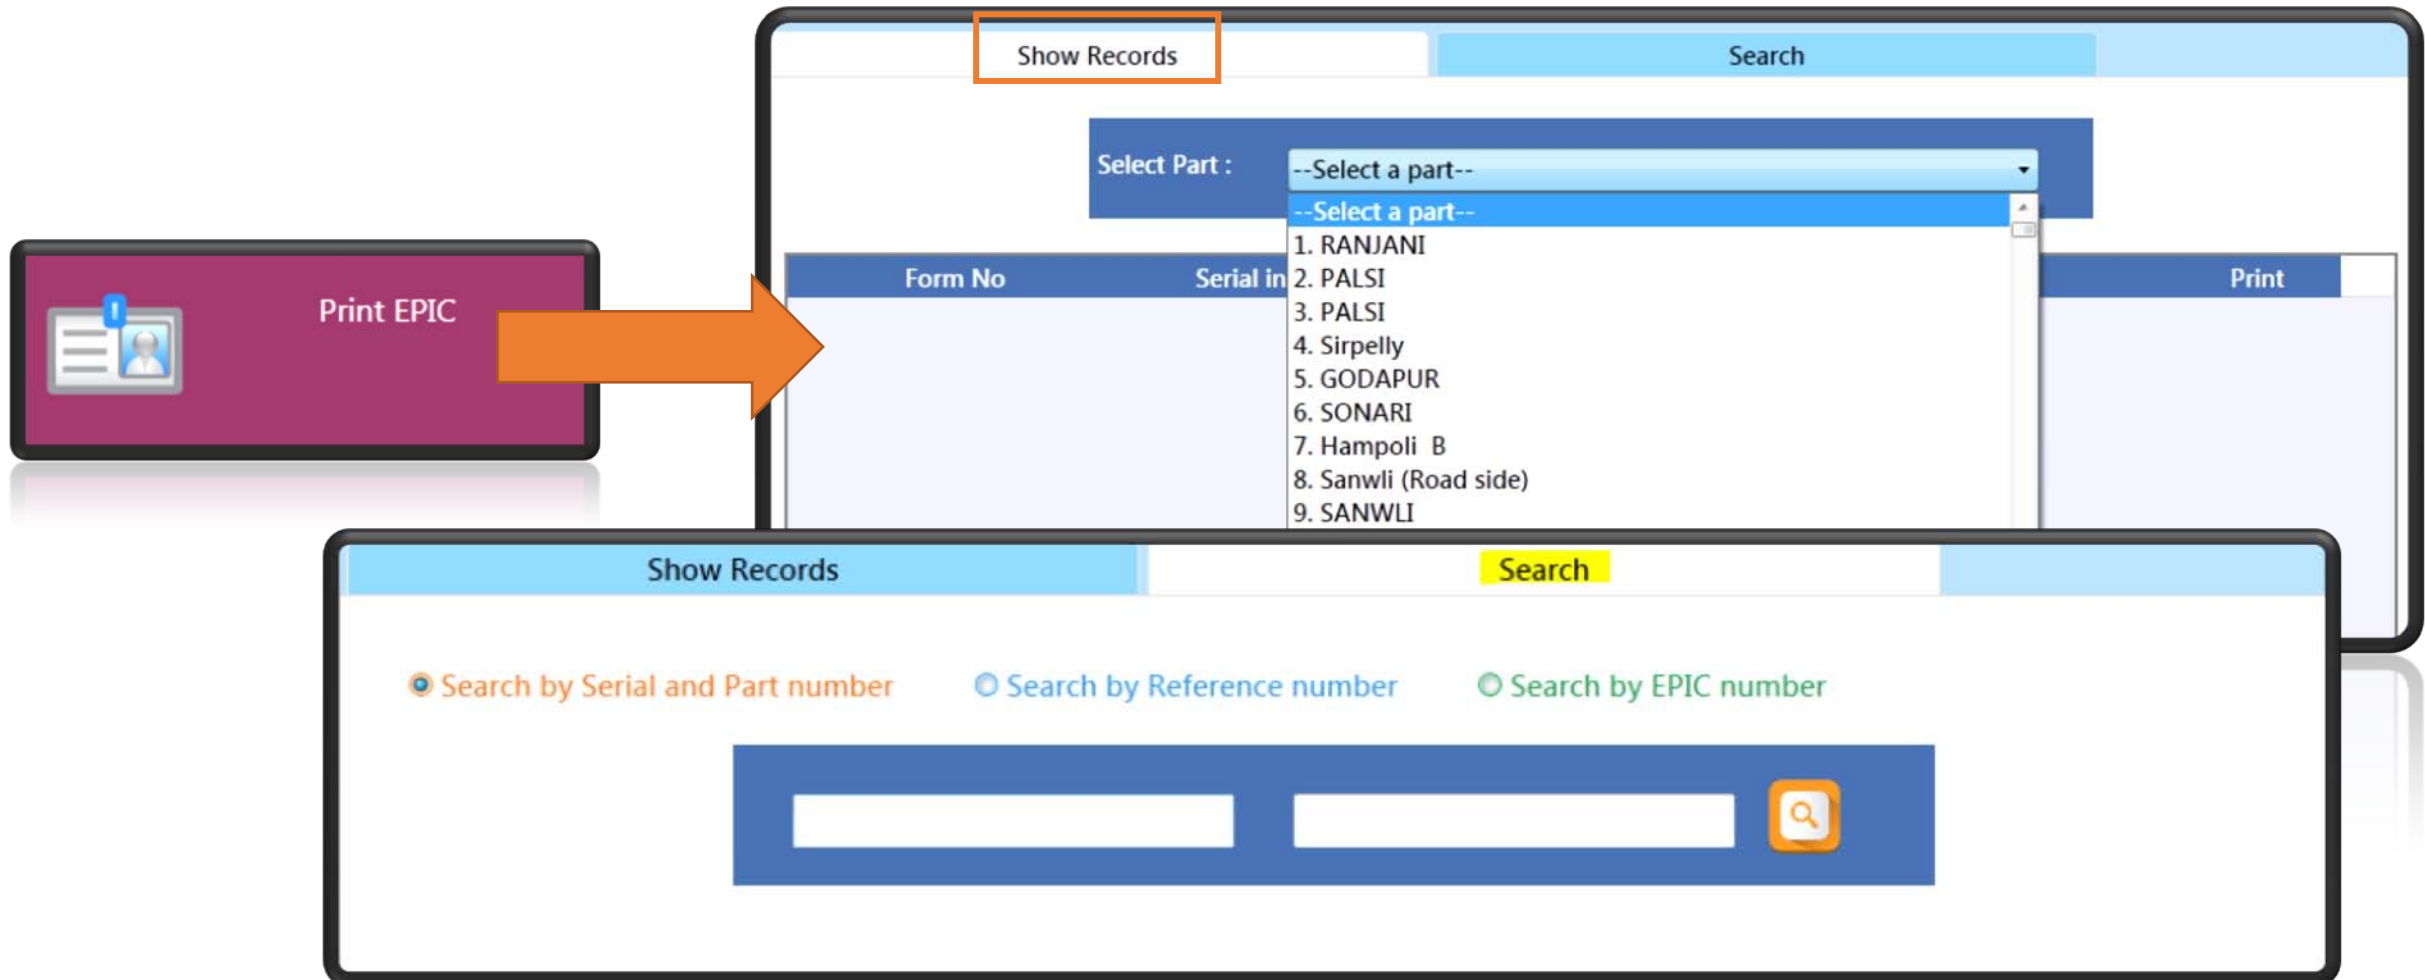 Print EPIC
Show Records
Search
Select Part :
--Select a part--
--Select a part--
1. RANJANI
2. PALSI
3. PALSI
4. Sirpelly
5. GODAPUR
6. SONARI
7. Hampoli B
8. Sanwli (Road side)
9. SANWLI
Form No Serial in Print
Show Records
Search
Search by Serial and Part number
Search by Reference number
Search by EPIC number